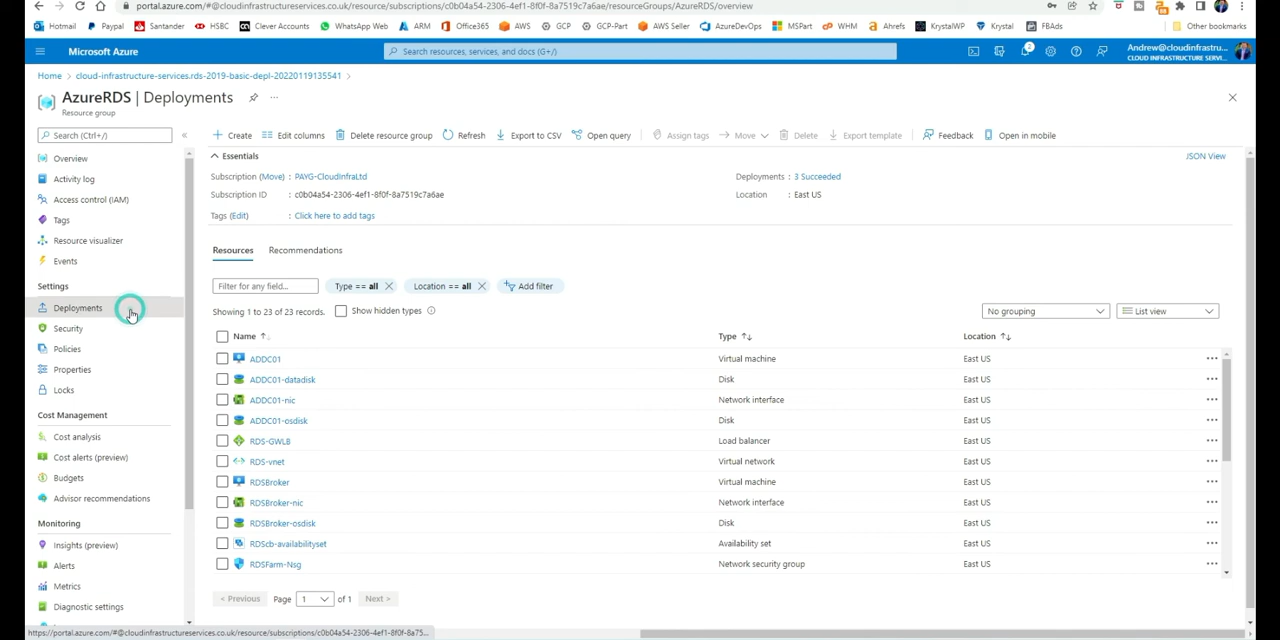 portal.azure.com/#@cloudinfrastructureservices.co.uk/resource/subscriptions/c0b04a54-2306-4ef1-8f0f-8a7519c7a6ae/resourceGroups/AzureRDS/overview
Hotmail Paypal Santander HSBC Clever Accounts WhatsApp Web ARM Office365 AWS GCP GCP-Part AWS Seller AzureDevOps MSPart WHM Ahrefs KrystalWP Krystal FBAds Other bookmarks
Microsoft Azure
Search resources, services, and docs (G+/)
2
Andrew@cloudinfrastru...
CLOUD INFRASTRUCTURE SERVI...
Home > cloud-infrastructure-services.rds-2019-basic-depl-20220119135541 >
AzureRDS | Deployments ...
Resource group
Search (Ctrl+/) «
Overview
Activity log
Access control (IAM)
Tags
Resource visualizer
Events
Settings
Deployments
Security
Policies
Properties
Locks
Cost Management
Cost analysis
Cost alerts (preview)
Budgets
Advisor recommendations
Monitoring
Insights (preview)
Alerts
Metrics
Diagnostic settings
Create Edit columns Delete resource group Refresh Export to CSV Open query Assign tags Move Delete Export template Feedback Open in mobile
Essentials JSON View
Subscription (Move) : PAYG-CloudInfraLtd Deployments : 3 Succeeded
Subscription ID : c0b04a54-2306-4ef1-8f0f-8a7519c7a6ae Location : East US
Tags (Edit) : Click here to add tags
Resources Recommendations
Filter for any field... Type == all Location == all Add filter
Showing 1 to 23 of 23 records. Show hidden types No grouping List view
Name Type Location
ADDC01 Virtual machine East US ...
ADDC01-datadisk Disk East US ...
ADDC01-nic Network interface East US ...
ADDC01-osdisk Disk East US ...
RDS-GWLB Load balancer East US ...
RDS-vnet Virtual network East US ...
RDSBroker Virtual machine East US ...
RDSBroker-nic Network interface East US ...
RDSBroker-osdisk Disk East US ...
RDScb-availabilityset Availability set East US ...
RDSFarm-Nsg Network security group East US ...
< Previous Page 1 of 1 Next >
https://portal.azure.com/#@cloudinfrastructureservices.co.uk/resource/subscriptions/c0b04a54-2306-4ef1-8f0f-8a75...